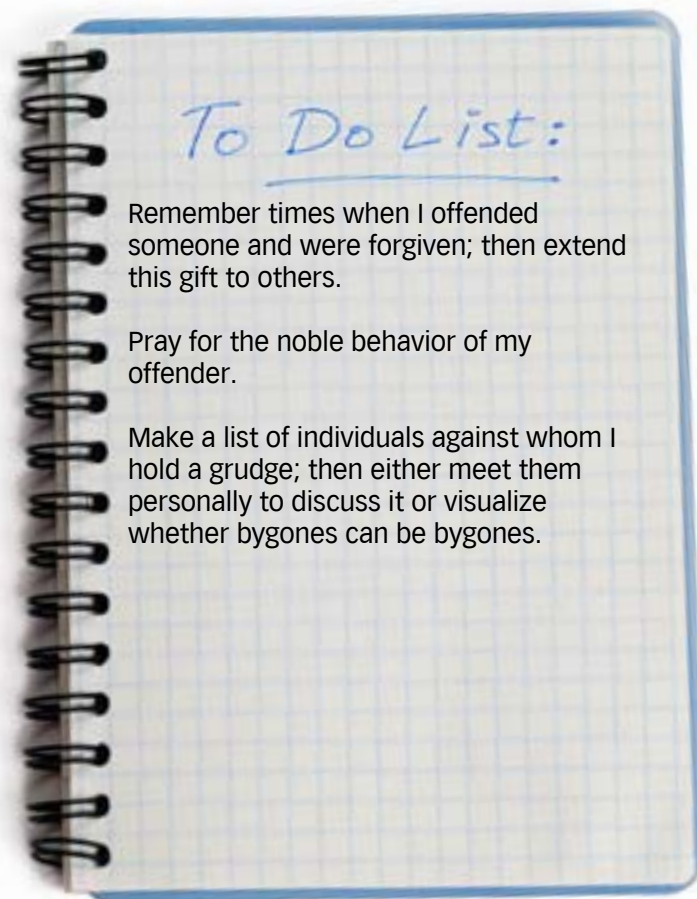 To Do List:
Remember times when I offended
someone and were forgiven; then extend
this gift to others.
Pray for the noble behavior of my
offender.
Make a list of individuals against whom I
hold a grudge; then either meet them
personally to discuss it or visualize
whether bygones can be bygones.